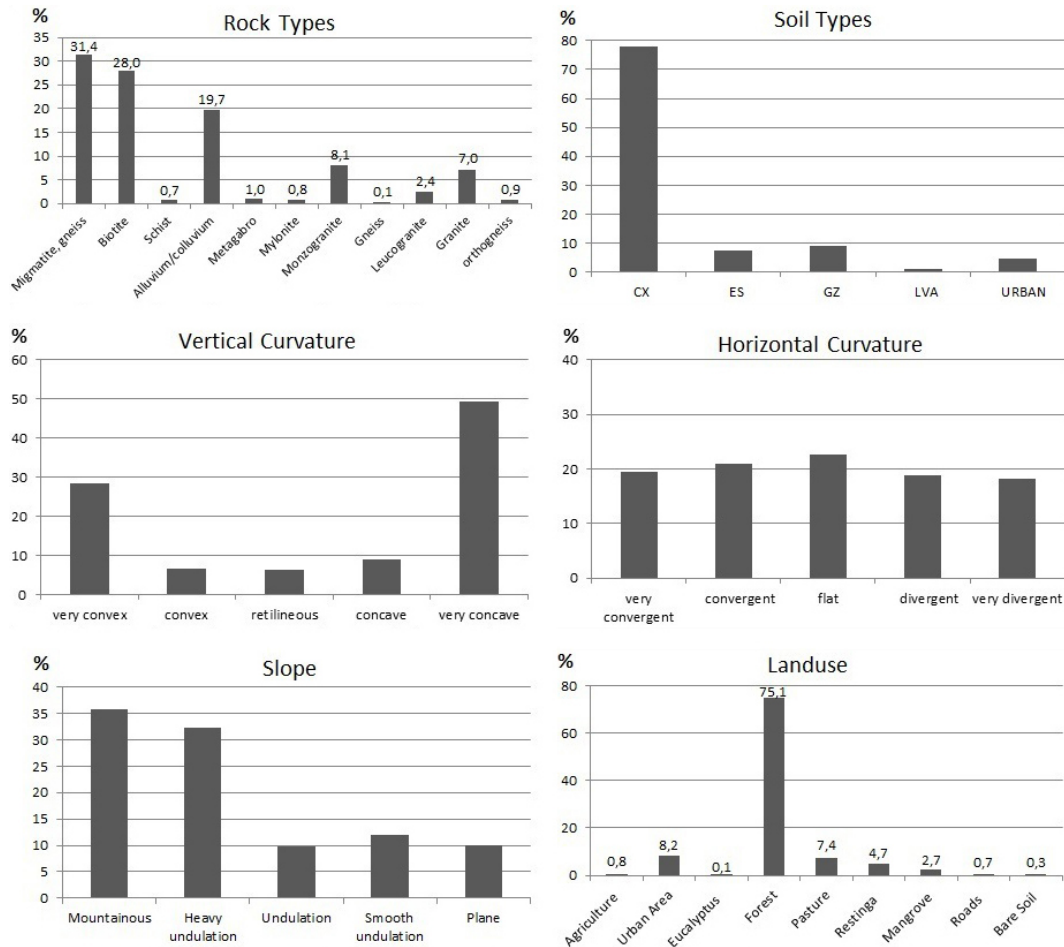 %
Rock Types
35
30
25
20
15
10
5
0
31,4
28,0
0,7
19,7
1,0
0,8
8,1
0,1
2,4
7,0
0,9
Migmatite, gneiss
Biotite
Schist
Alluvium/colluvium
Metagabro
Mylonite
Monzogranite
Gneiss
Leucogranite
Granite
orthogneiss
%
Soil Types
80
70
60
50
40
30
20
10
0
CX
ES
GZ
LVA
URBAN
%
Vertical Curvature
60
50
40
30
20
10
0
very convex
convex
retilineous
concave
very concave
%
Horizontal Curvature
40
30
20
10
0
very
convergent
convergent
flat
divergent
very divergent
%
Slope
40
35
30
25
20
15
10
5
0
Mountainous
Heavy
undulation
Undulation
Smooth
undulation
Plane
%
Landuse
80
60
40
20
0
0,8
8,2
0,1
75,1
7,4
4,7
2,7
0,7
0,3
Agriculture
Urban Area
Eucalyptus
Forest
Pasture
Restinga
Mangrove
Roads
Bare Soil